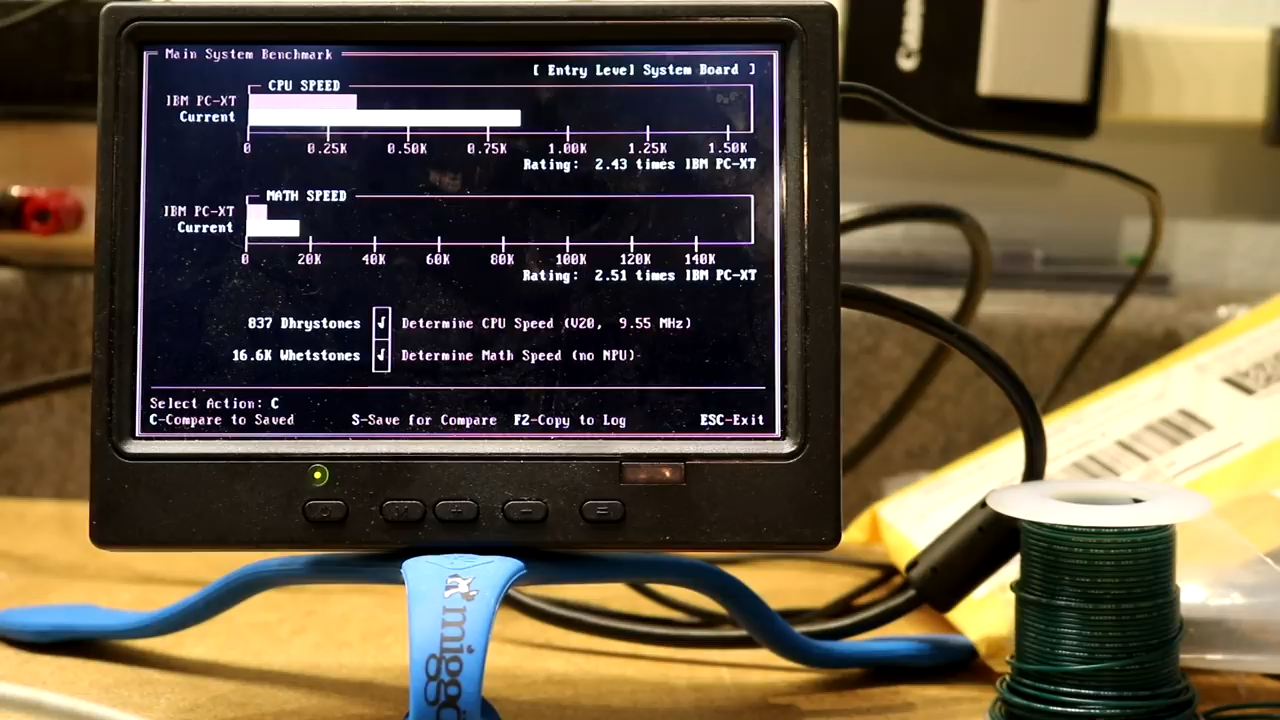 Main System Benchmark
[ Entry Level System Board ]
CPU SPEED
IBM PC-XT
Current
0 0.25K 0.50K 0.75K 1.00K 1.25K 1.50K
Rating: 2.43 times IBM PC-XT
MATH SPEED
IBM PC-XT
Current
0 20K 40K 60K 80K 100K 120K 140K
Rating: 2.51 times IBM PC-XT
837 Dhrystones √ Determine CPU Speed (V20, 9.55 MHz)
16.6K Whetstones √ Determine Math Speed (no NPU)
Select Action: C
C-Compare to Saved S-Save for Compare F2-Copy to Log ESC-Exit
miggo